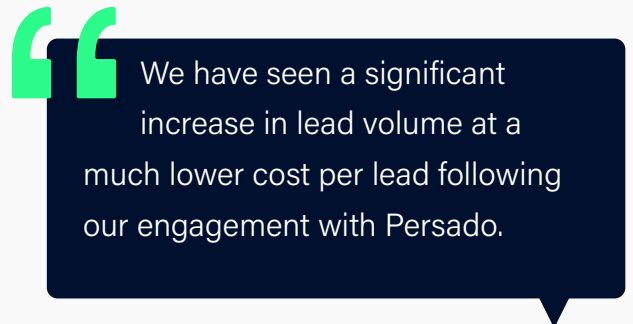 “
We have seen a significant
increase in lead volume at a
much lower cost per lead following
our engagement with Persado.